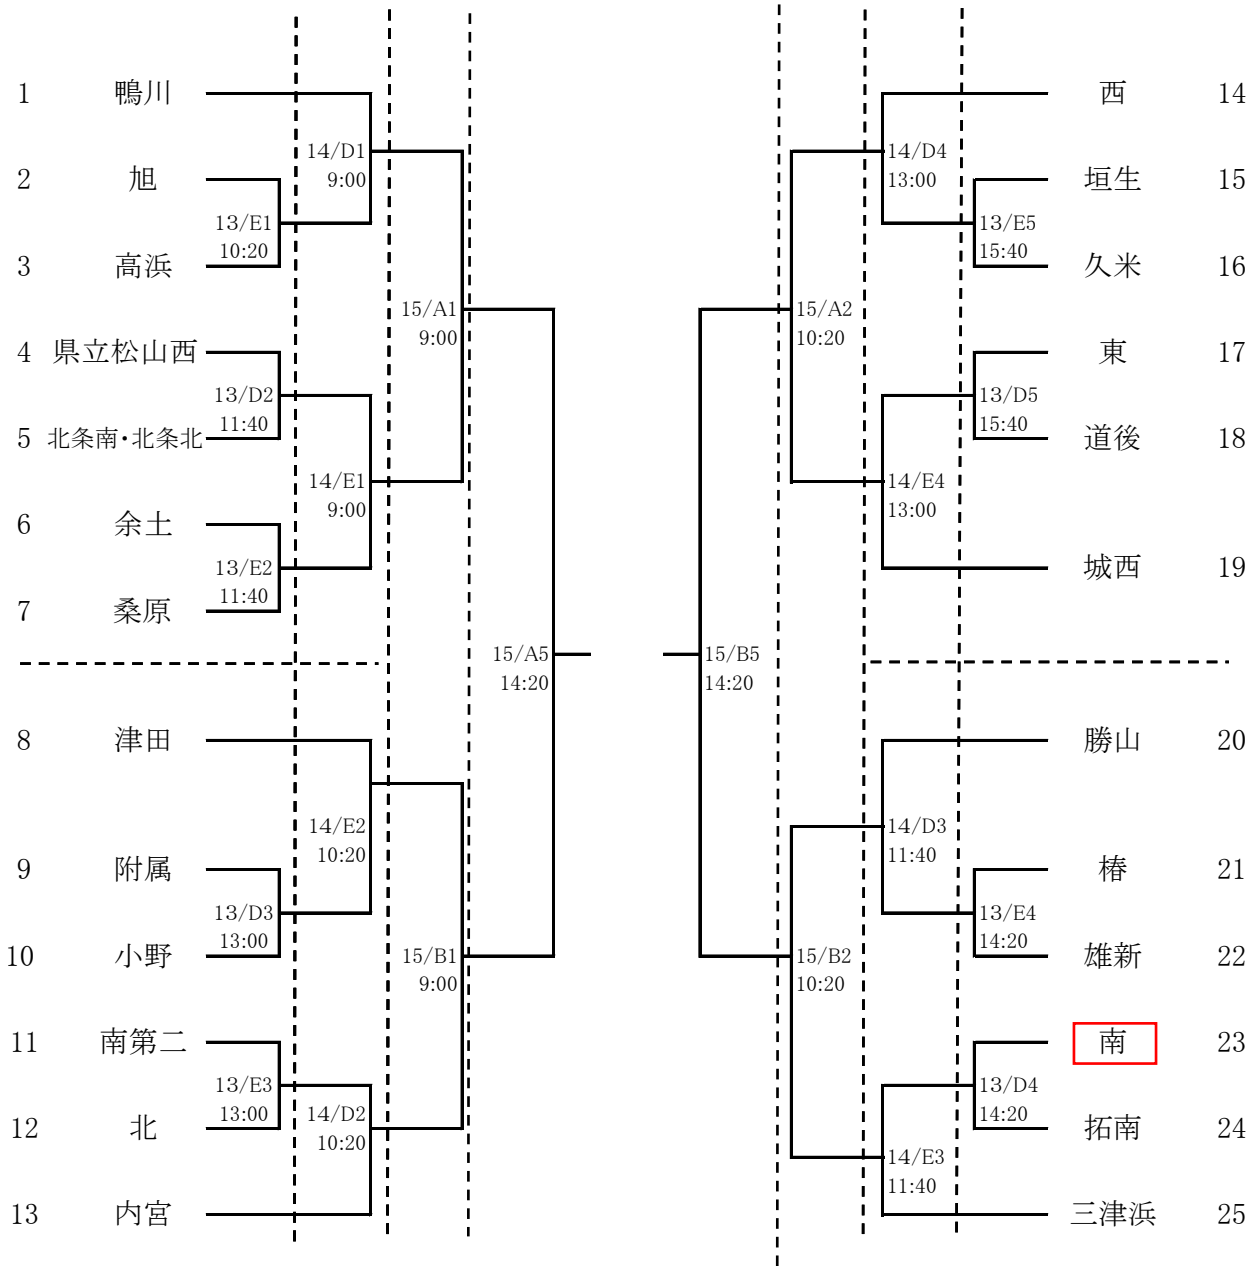 1 鴨川
14/D1
9:00
2 旭
13/E1
10:20
3 高浜
15/A1
9:00
4 県立松山西
13/D2
11:40
5 北条南・北条北
14/E1
9:00
6 余土
13/E2
11:40
7 桑原
15/A5
14:20
8 津田
14/E2
10:20
9 附属
13/D3
13:00
10 小野
15/B1
9:00
11 南第二
13/E3
13:00
12 北
14/D2
10:20
13 内宮
西 14
14/D4
13:00
垣生 15
13/E5
15:40
久米 16
15/A2
10:20
東 17
13/D5
15:40
道後 18
14/E4
13:00
城西 19
15/B5
14:20
勝山 20
14/D3
11:40
椿 21
13/E4
14:20
雄新 22
15/B2
10:20
南 23
13/D4
14:20
拓南 24
14/E3
11:40
三津浜 25